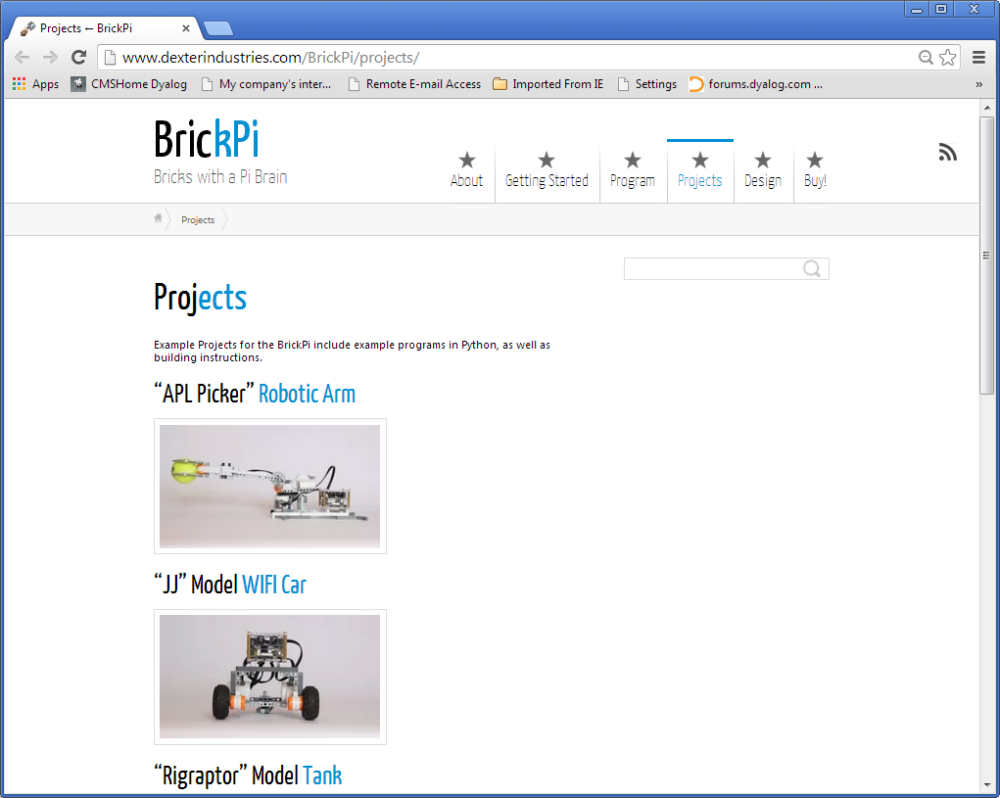 Projects ← BrickPi
www.dexterindustries.com/BrickPi/projects/
Apps CMSHome Dyalog My company's inter... Remote E-mail Access Imported From IE Settings forums.dyalog.com ... »
BrickPi
Bricks with a Pi Brain
About Getting Started Program Projects Design Buy!
Projects
Projects
Example Projects for the BrickPi include example programs in Python, as well as
building instructions.
“APL Picker” Robotic Arm
“JJ” Model WIFI Car
“Rigraptor” Model Tank